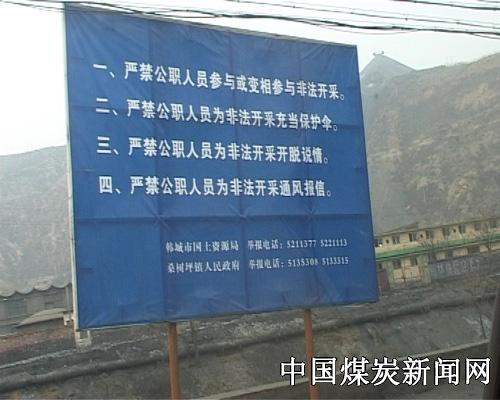 一、严禁公职人员参与或变相参与非法开采。
二、严禁公职人员为非法开采充当保护伞。
三、严禁公职人员为非法开采开脱说情。
四、严禁公职人员为非法开采通风报信。
韩城市国土资源局 举报电话：5211377 5221113
桑树坪镇人民政府 举报电话：5135308 5133315
中国煤炭新闻网